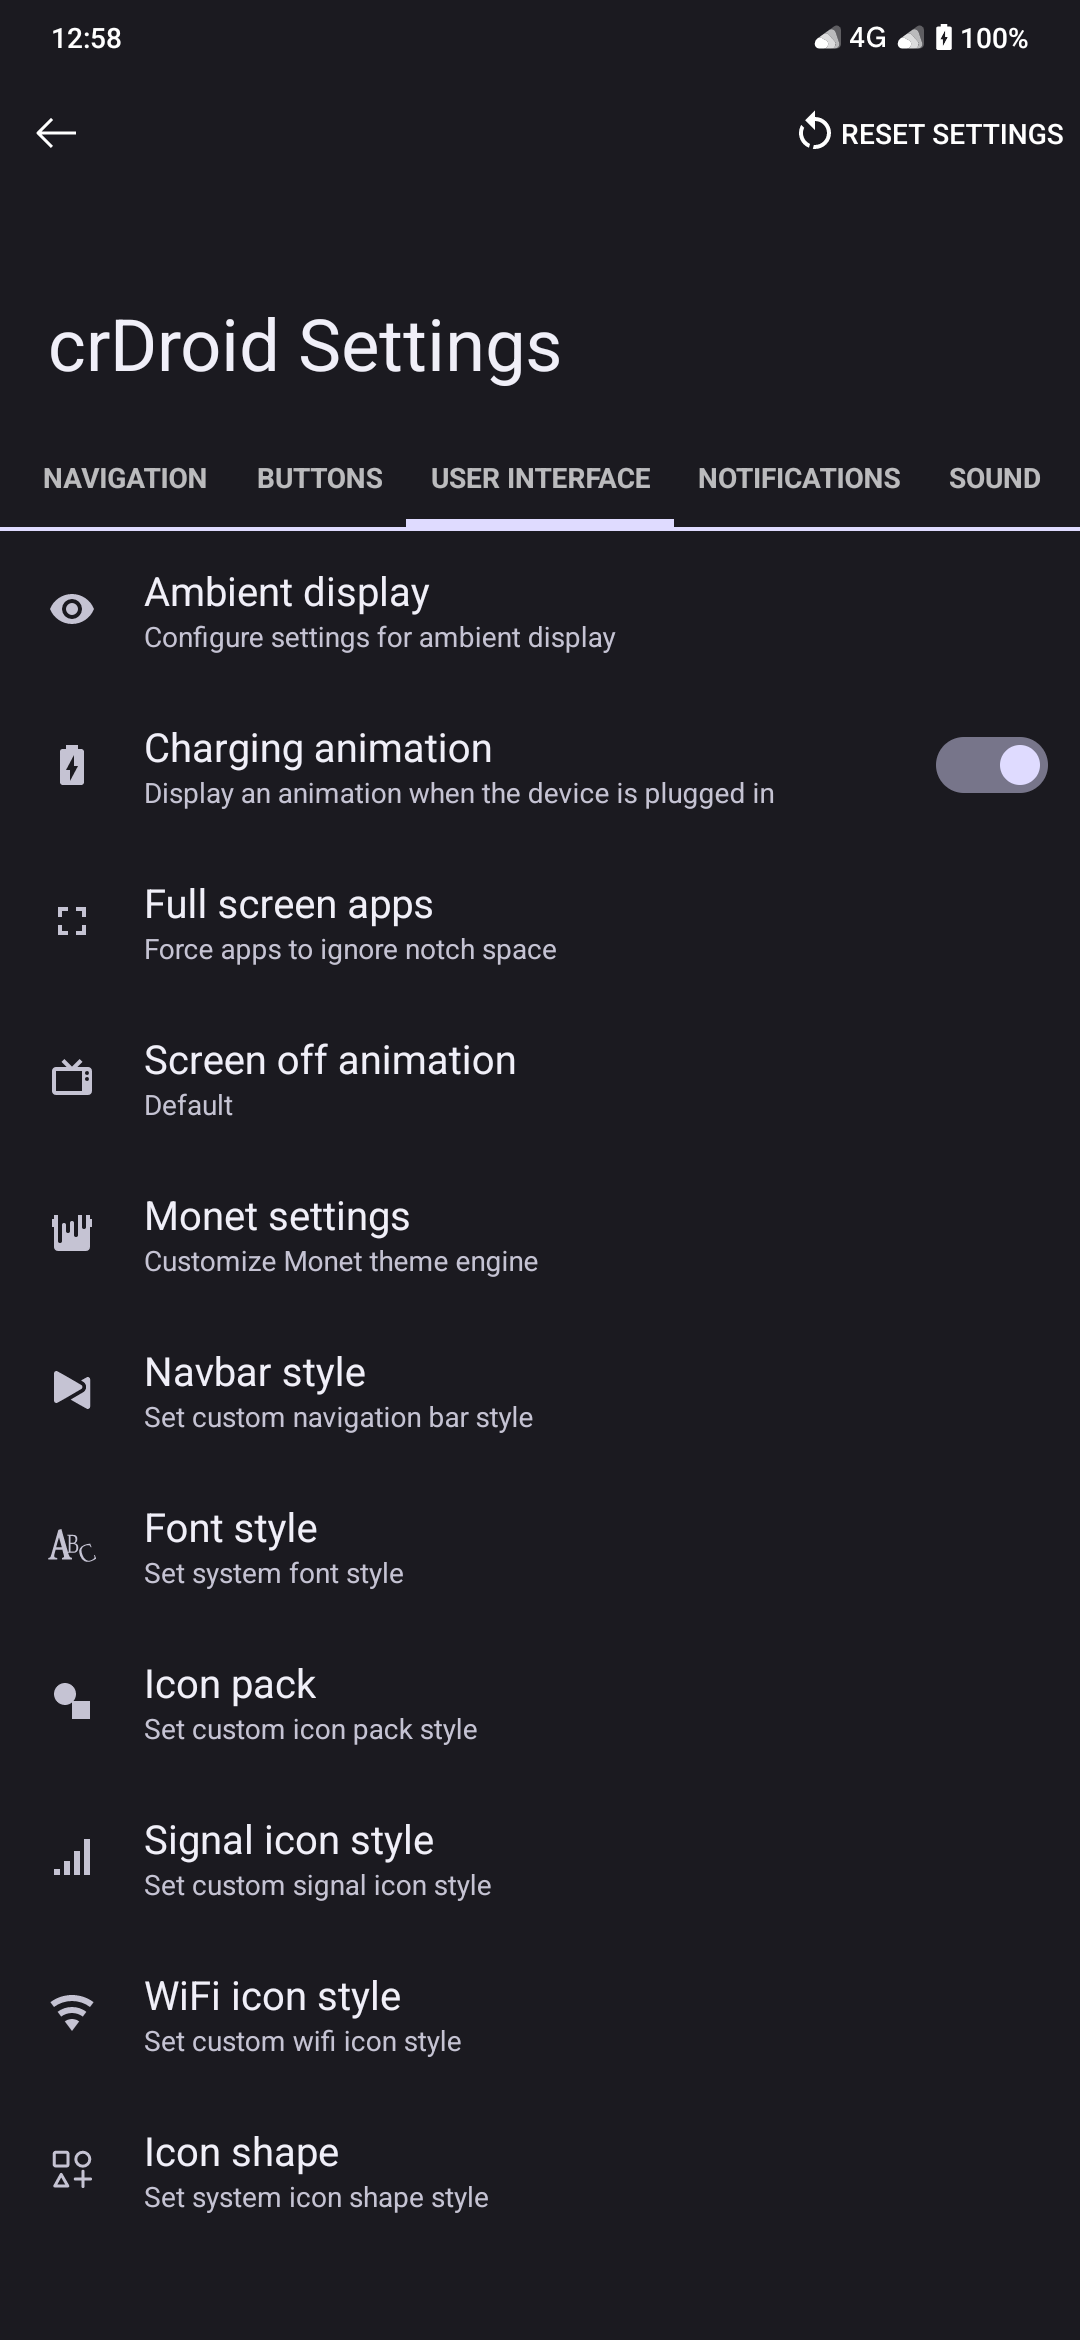 12:58
4G
100%
RESET SETTINGS
crDroid Settings
NAVIGATION BUTTONS USER INTERFACE NOTIFICATIONS SOUND
Ambient display
Configure settings for ambient display
Charging animation
Display an animation when the device is plugged in
Full screen apps
Force apps to ignore notch space
Screen off animation
Default
Monet settings
Customize Monet theme engine
Navbar style
Set custom navigation bar style
ABC
Font style
Set system font style
Icon pack
Set custom icon pack style
Signal icon style
Set custom signal icon style
WiFi icon style
Set custom wifi icon style
Icon shape
Set system icon shape style